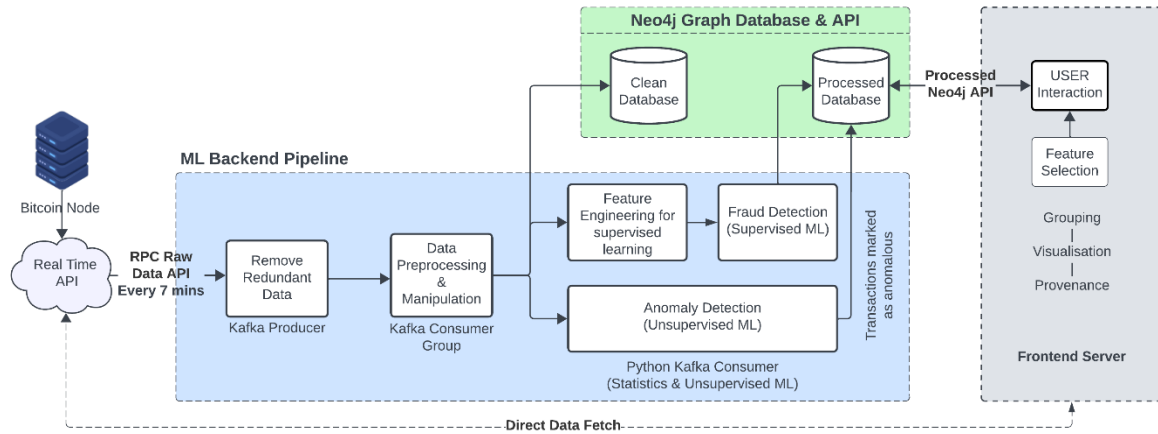 Neo4j Graph Database & API
Clean
Database
Processed
Database
Processed
Neo4j API
USER
Interaction
Feature
Selection
Grouping
Visualisation
Provenance
Frontend Server
ML Backend Pipeline
Bitcoin Node
Real Time
API
RPC Raw
Data API
Every 7 mins
Remove
Redundant
Data
Kafka Producer
Data
Preprocessing
&
Manipulation
Kafka Consumer
Group
Feature
Engineering for
supervised
learning
Fraud Detection
(Supervised ML)
Anomaly Detection
(Unsupervised ML)
Transactions marked
as anomalous
Python Kafka Consumer
(Statistics & Unsupervised ML)
Direct Data Fetch